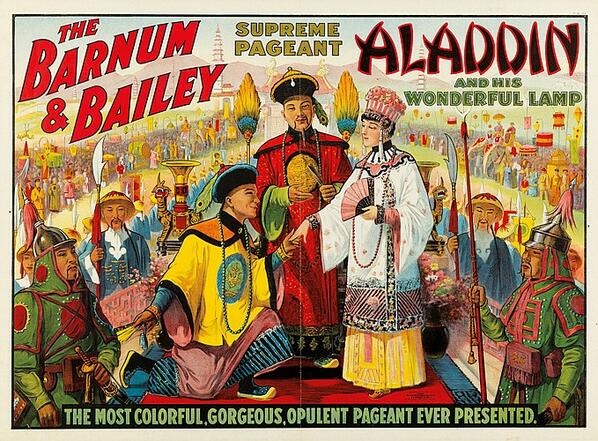 THE
BARNUM
& BAILEY
SUPREME
PAGEANT
ALADDIN
AND HIS
WONDERFUL LAMP
THE MOST COLORFUL, GORGEOUS, OPULENT PAGEANT EVER PRESENTED.